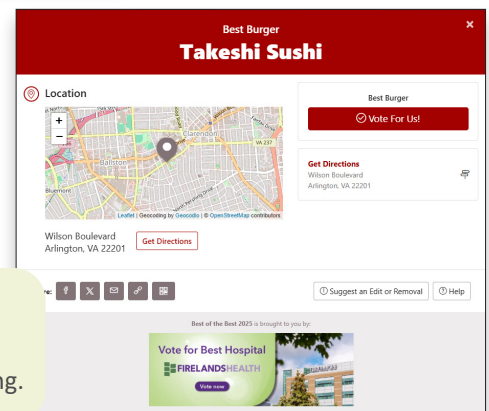 Best Burger
×
Takeshi Sushi
Location
+
−
Clarendon
VA 237
Ballston
Bluemont
Leaflet | Geocoding by Geocodio | © OpenStreetMap contributors
Wilson Boulevard
Arlington, VA 22201
Get Directions
Best Burger
Vote For Us!
Get Directions
Wilson Boulevard
Arlington, VA 22201
Suggest an Edit or Removal
Help
Best of the Best 2025 is brought to you by:
Vote for Best Hospital
FIRELANDSHEALTH
Vote now